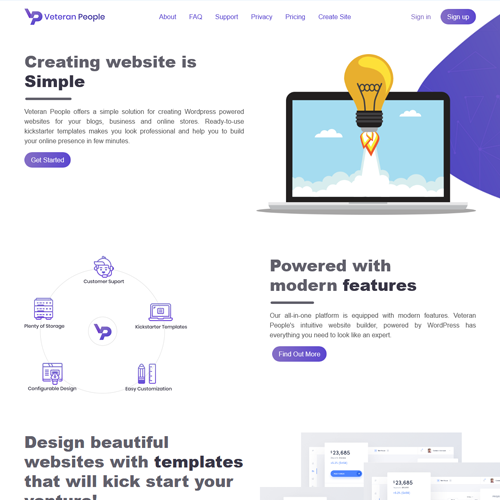 Veteran People
About FAQ Support Privacy Pricing Create Site
Sign in Sign up
Creating website is
Simple
Veteran People offers a simple solution for creating Wordpress powered
websites for your blogs, business and online stores. Ready-to-use
kickstarter templates makes you look professional and help you to build
your online presence in few minutes.
Get Started
Customer Suport
Plenty of Storage
Kickstarter Templates
VP
Configurable Design
Easy Customization
Powered with
modern features
Our all-in-one platform is equipped with modern features. Veteran
People's intuitive website builder, powered by WordPress has
everything you need to look like an expert.
Find Out More
Design beautiful
websites with templates
that will kick start your
venture!
$23,685
$23,685